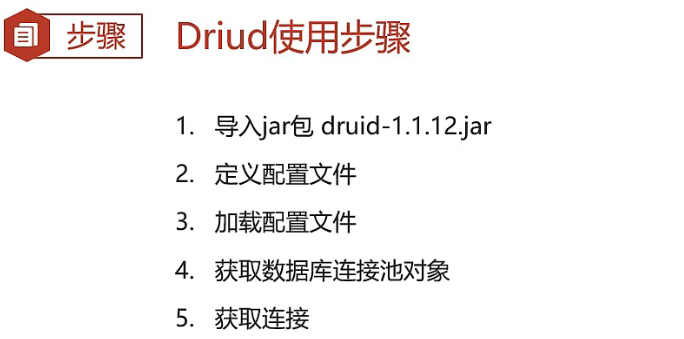 步骤
Driud使用步骤
1. 导入jar包 druid-1.1.12.jar
2. 定义配置文件
3. 加载配置文件
4. 获取数据库连接池对象
5. 获取连接